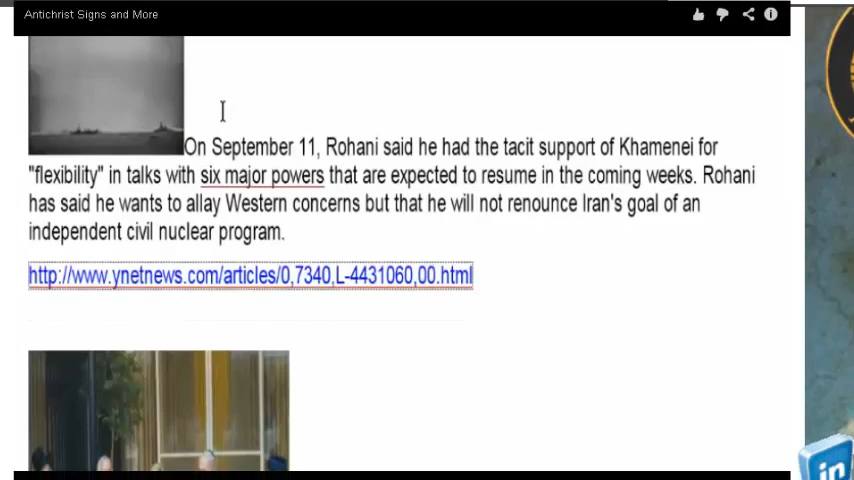 Antichrist Signs and More
On September 11, Rohani said he had the tacit support of Khamenei for
"flexibility" in talks with six major powers that are expected to resume in the coming weeks. Rohani
has said he wants to allay Western concerns but that he will not renounce Iran's goal of an
independent civil nuclear program.
http://www.ynetnews.com/articles/0,7340,L-4431060,00.html
in